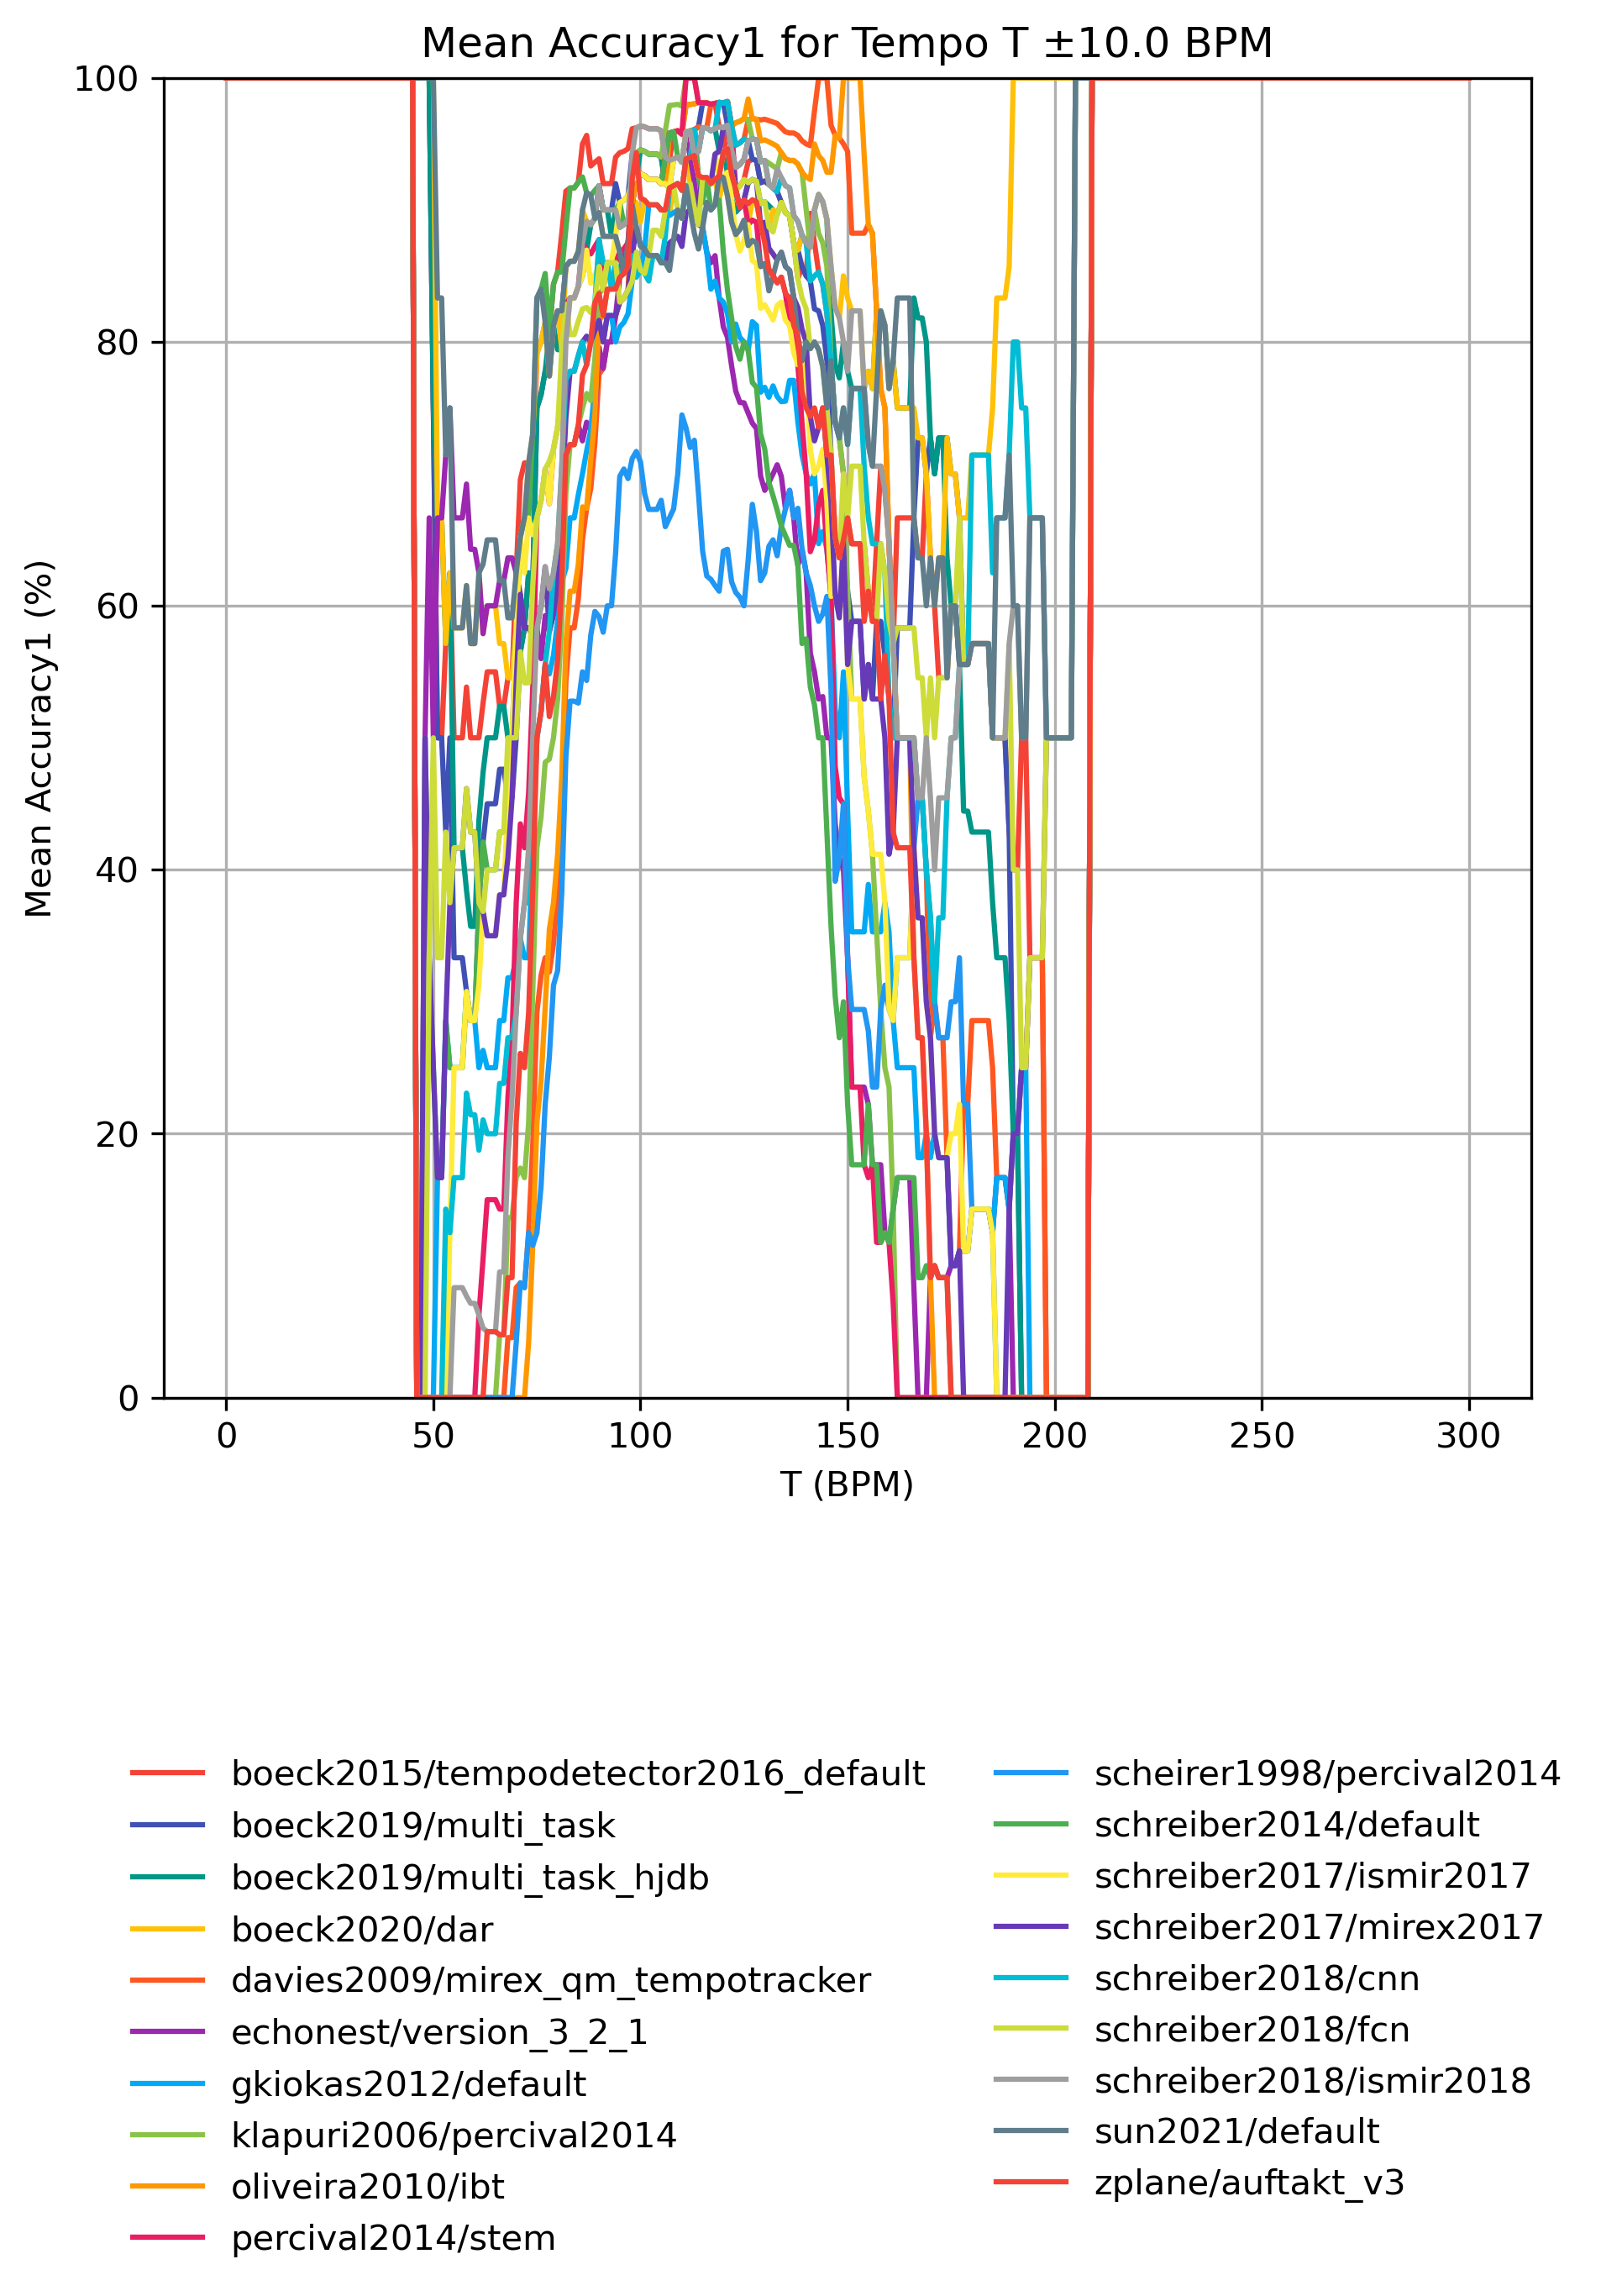 Mean Accuracy1 for Tempo T ±10.0 BPM
Mean Accuracy1 (%)
100
80
60
40
20
0
0 50 100 150 200 250 300
T (BPM)
boeck2015/tempodetector2016_default
boeck2019/multi_task
boeck2019/multi_task_hjdb
boeck2020/dar
davies2009/mirex_qm_tempotracker
echonest/version_3_2_1
gkiokas2012/default
klapuri2006/percival2014
oliveira2010/ibt
percival2014/stem
scheirer1998/percival2014
schreiber2014/default
schreiber2017/ismir2017
schreiber2017/mirex2017
schreiber2018/cnn
schreiber2018/fcn
schreiber2018/ismir2018
sun2021/default
zplane/auftakt_v3